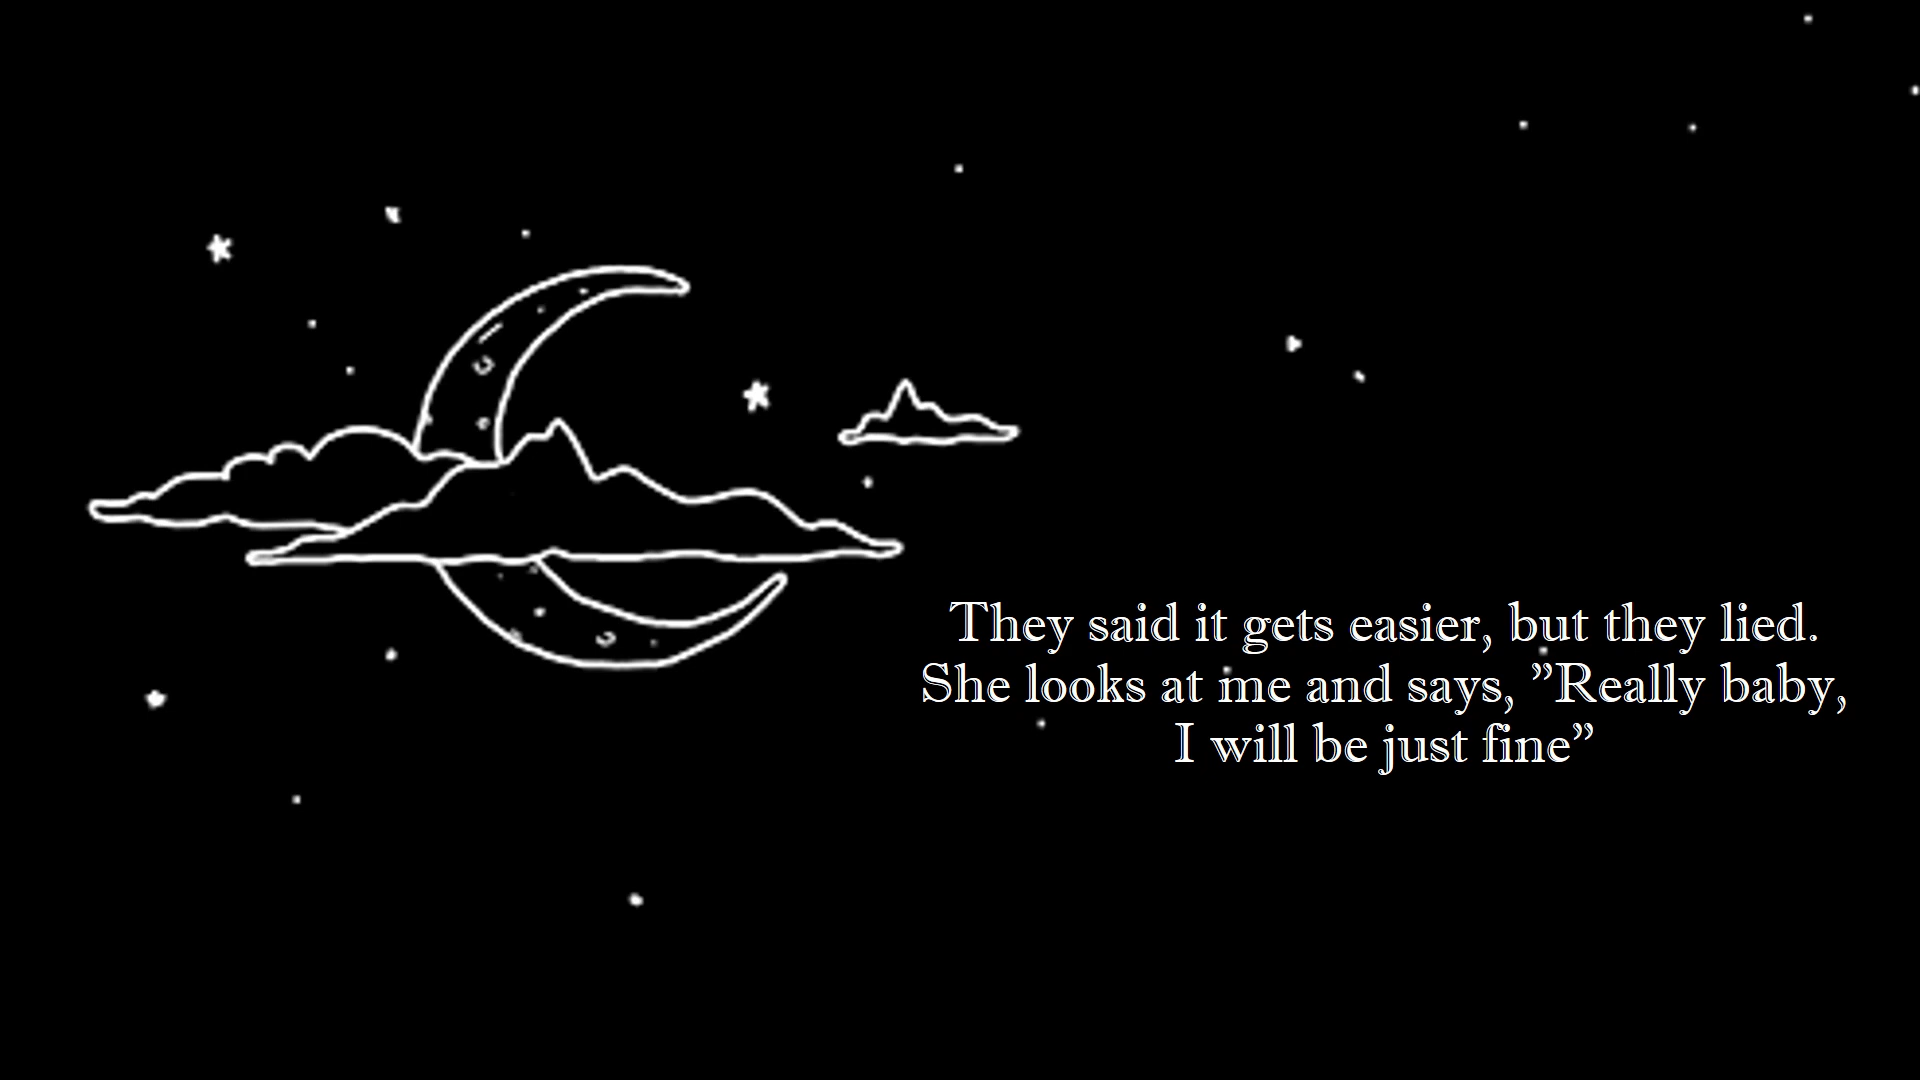 They said it gets easier, but they lied.
She looks at me and says, ”Really baby,
I will be just fine”